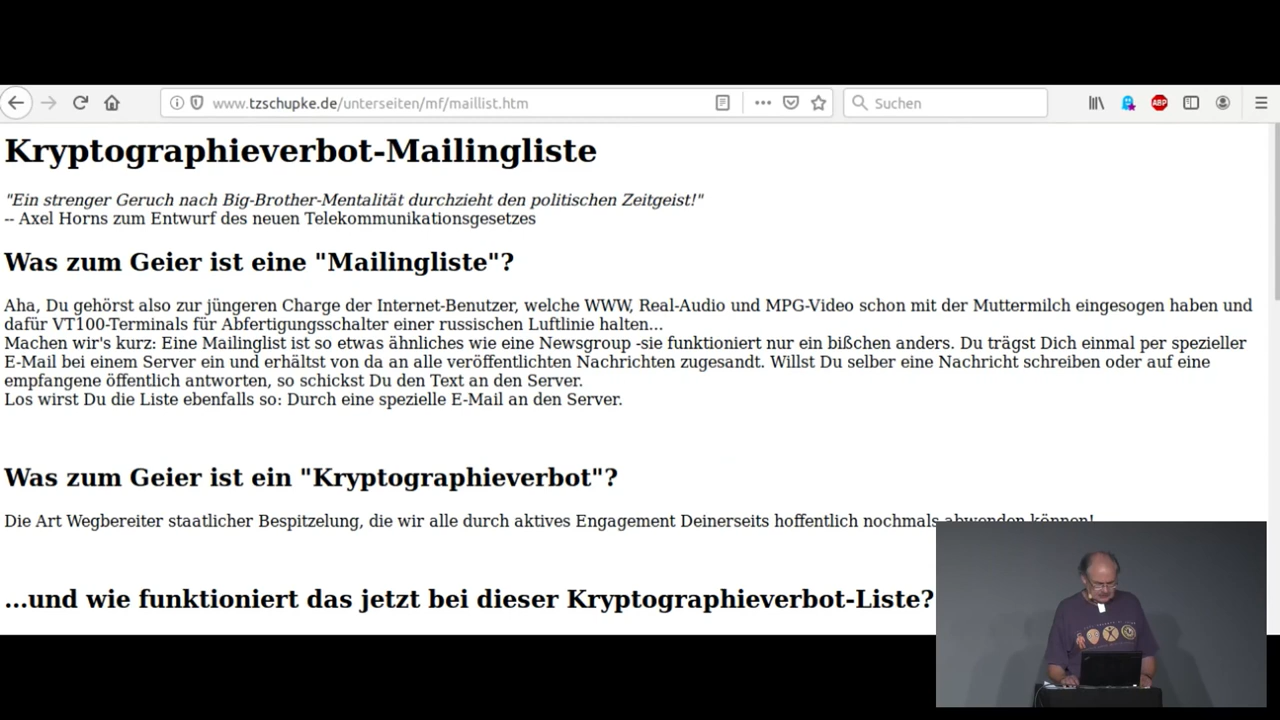 www.tzschupke.de/unterseiten/mf/maillist.htm
Suchen
ABP
Kryptographieverbot-Mailingliste
"Ein strenger Geruch nach Big-Brother-Mentalität durchzieht den politischen Zeitgeist!"
-- Axel Horns zum Entwurf des neuen Telekommunikationsgesetzes
Was zum Geier ist eine "Mailingliste"?
Aha, Du gehörst also zur jüngeren Charge der Internet-Benutzer, welche WWW, Real-Audio und MPG-Video schon mit der Muttermilch eingesogen haben und
dafür VT100-Terminals für Abfertigungsschalter einer russischen Luftlinie halten...
Machen wir's kurz: Eine Mailinglist ist so etwas ähnliches wie eine Newsgroup -sie funktioniert nur ein bißchen anders. Du trägst Dich einmal per spezieller
E-Mail bei einem Server ein und erhältst von da an alle veröffentlichten Nachrichten zugesandt. Willst Du selber eine Nachricht schreiben oder auf eine
empfangene öffentlich antworten, so schickst Du den Text an den Server.
Los wirst Du die Liste ebenfalls so: Durch eine spezielle E-Mail an den Server.
Was zum Geier ist ein "Kryptographieverbot"?
Die Art Wegbereiter staatlicher Bespitzelung, die wir alle durch aktives Engagement Deinerseits hoffentlich nochmals abwenden können!
...und wie funktioniert das jetzt bei dieser Kryptographieverbot-Liste?